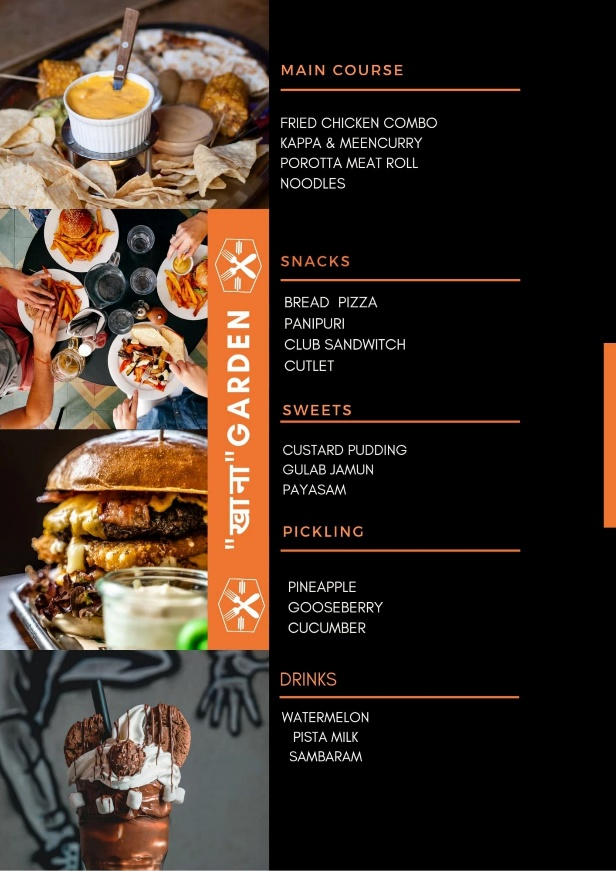 MAIN COURSE
FRIED CHICKEN COMBO
KAPPA & MEENCURRY
POROTTA MEAT ROLL
NOODLES
"खाना"GARDEN
SNACKS
BREAD PIZZA
PANIPURI
CLUB SANDWITCH
CUTLET
SWEETS
CUSTARD PUDDING
GULAB JAMUN
PAYASAM
PICKLING
PINEAPPLE
GOOSEBERRY
CUCUMBER
DRINKS
WATERMELON
PISTA MILK
SAMBARAM